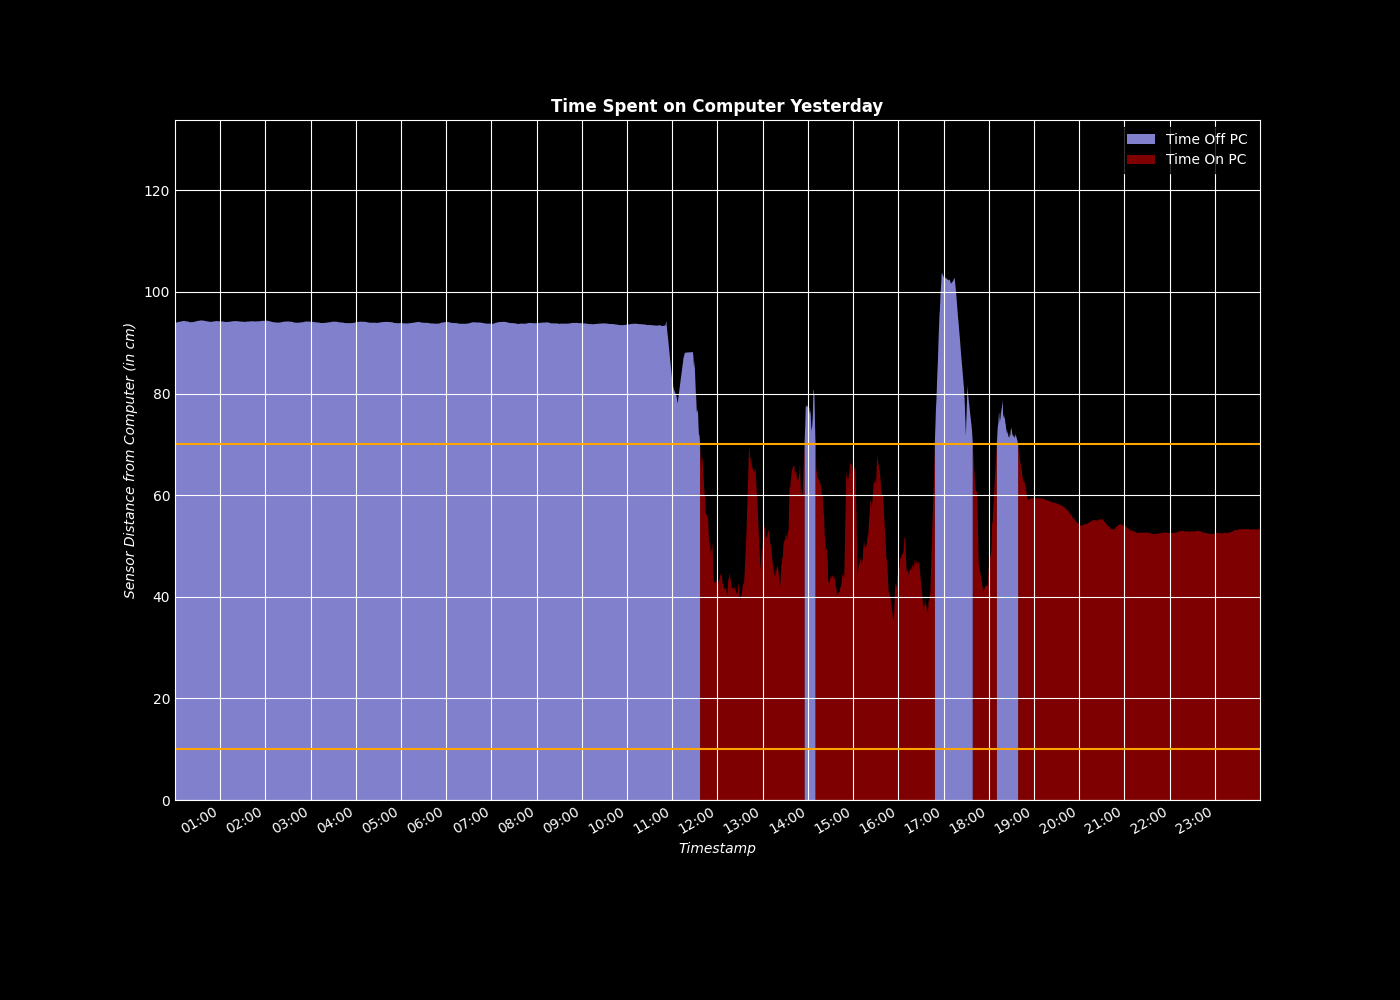 Time Spent on Computer Yesterday
Time Off PC
Time On PC
120
100
80
60
40
20
0
Sensor Distance from Computer (in cm)
01:00 02:00 03:00 04:00 05:00 06:00 07:00 08:00 09:00 10:00 11:00 12:00 13:00 14:00 15:00 16:00 17:00 18:00 19:00 20:00 21:00 22:00 23:00
Timestamp